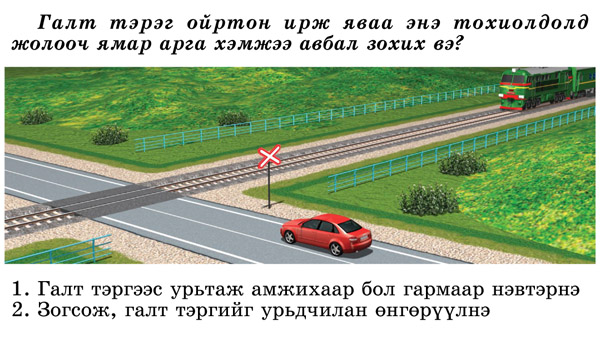 Галт тэрэг ойртон ирж яваа энэ тохиолдолд
жолооч ямар арга хэмжээ авбал зохих вэ?
1. Галт тэргээс урьтаж амжихаар бол гармаар нэвтэрнэ
2. Зогсож, галт тэргийг урьдчилан өнгөрүүлнэ